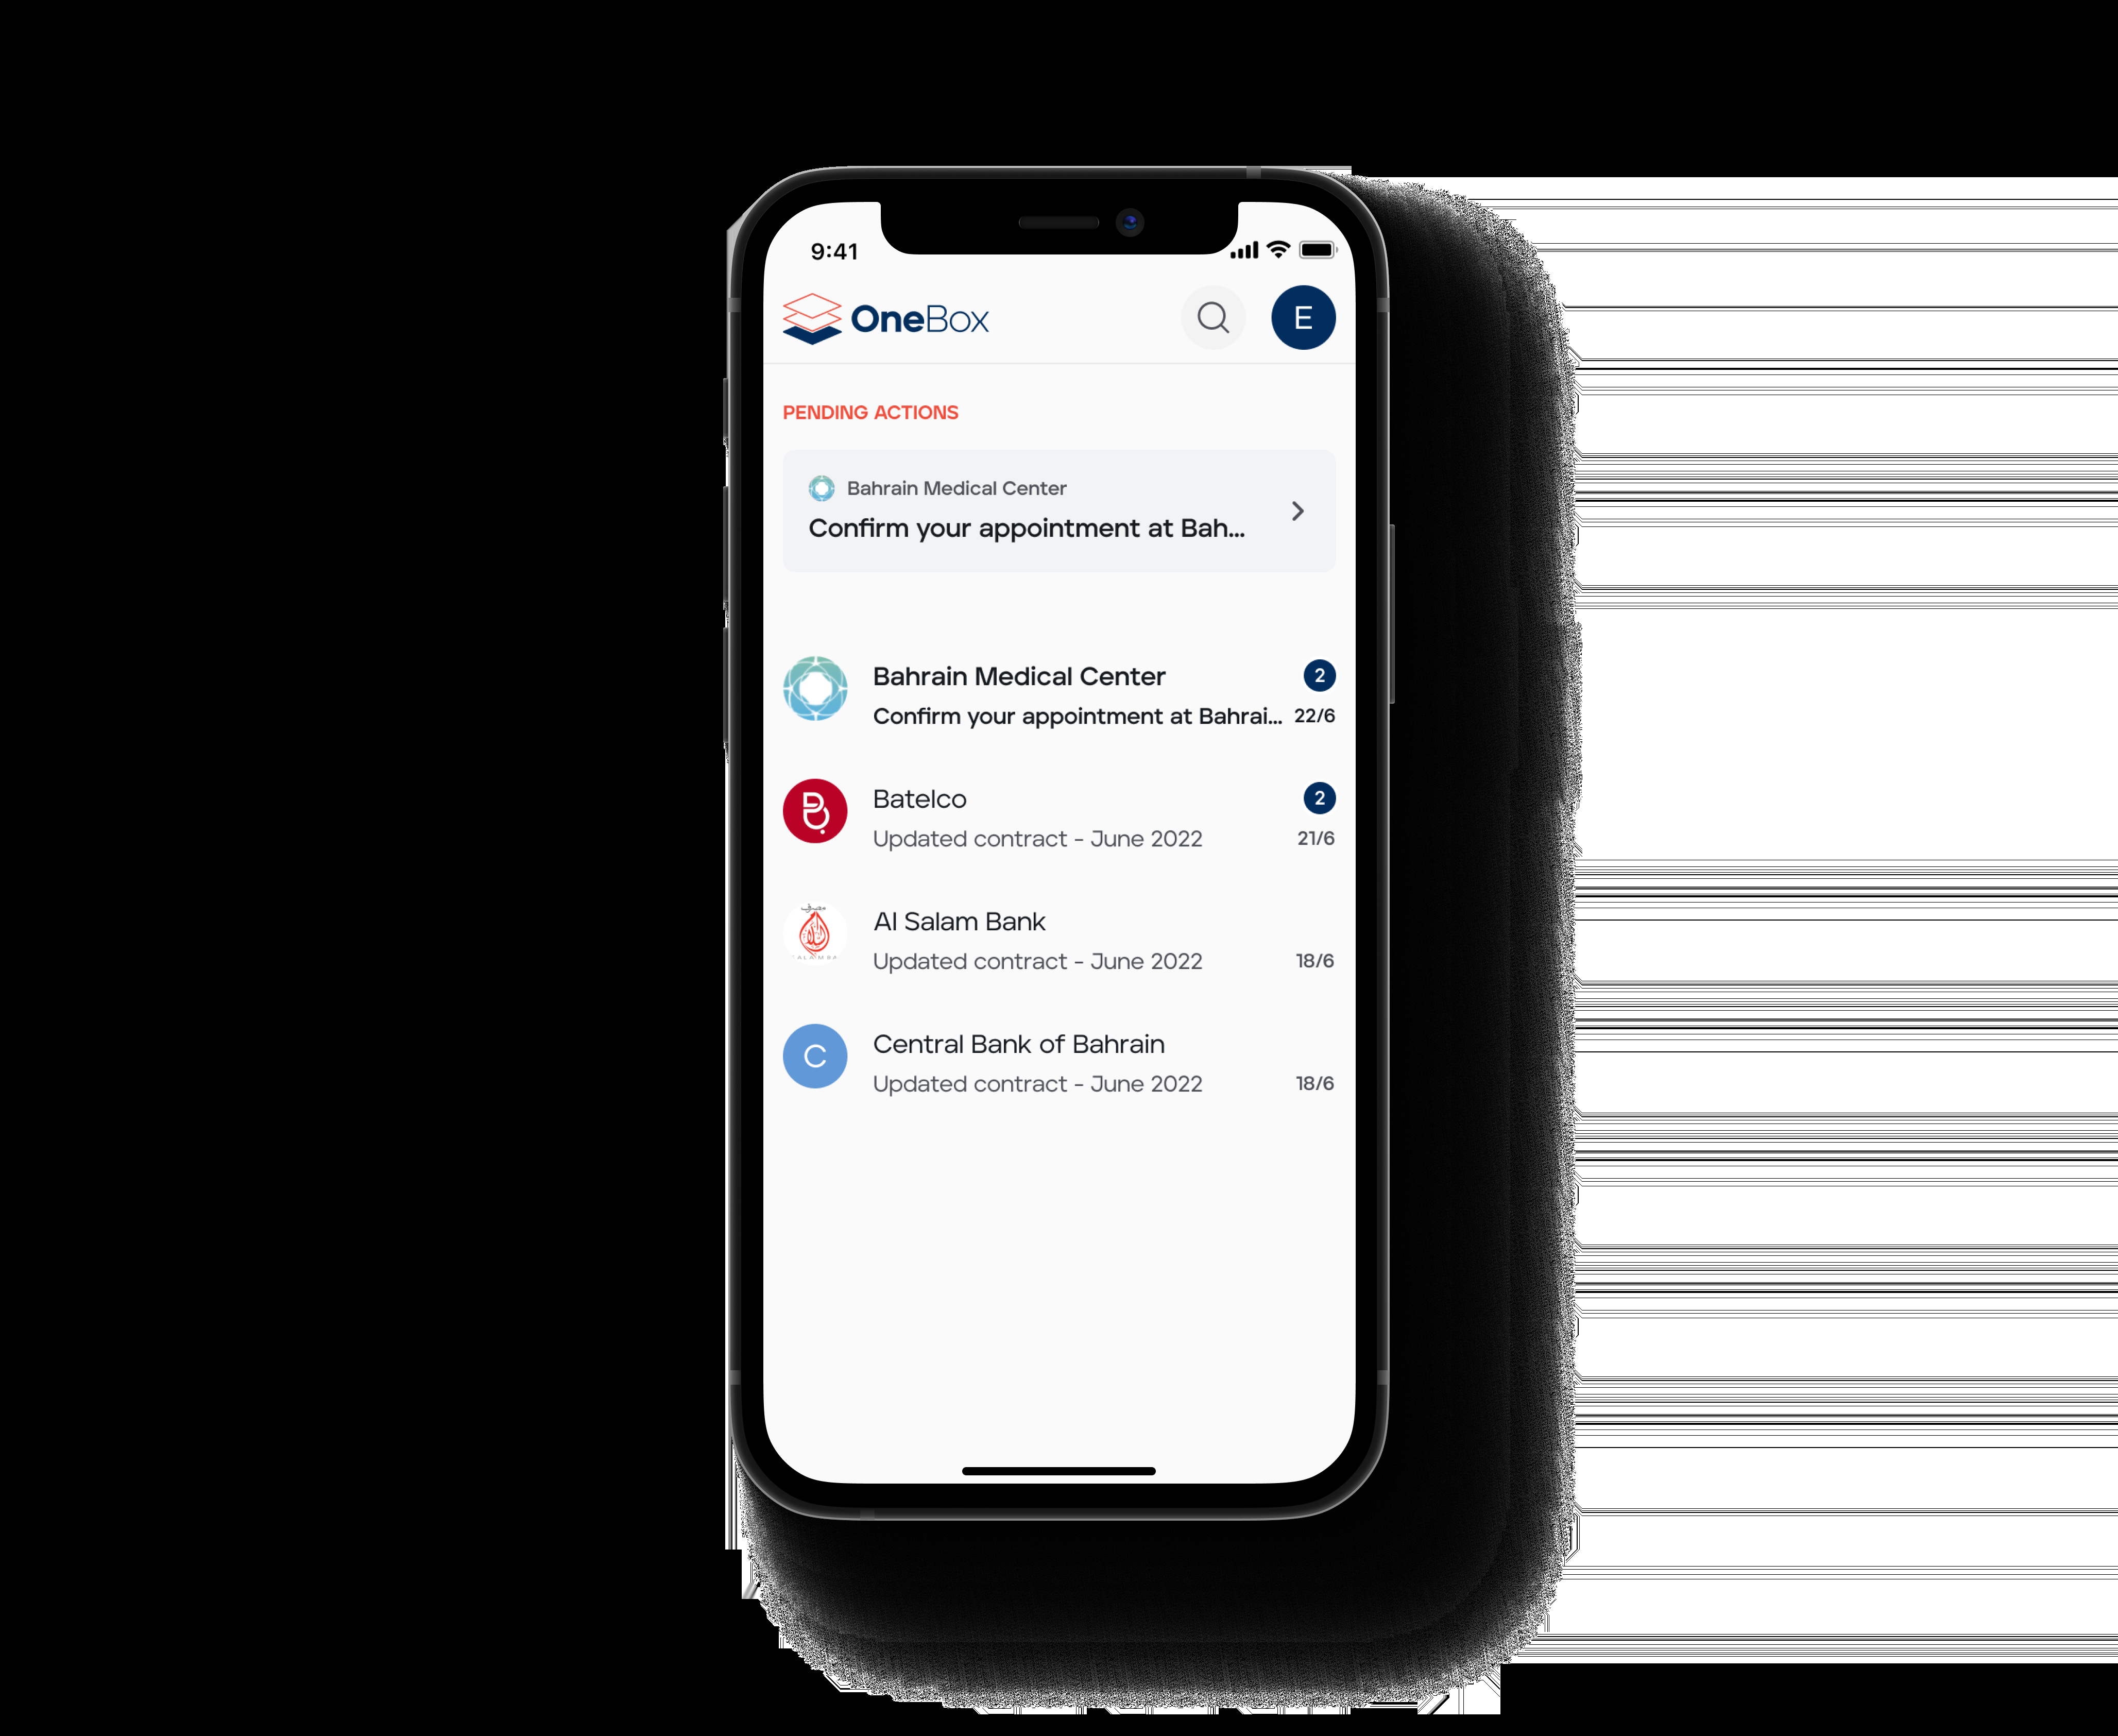 9:41
OneBox
E
PENDING ACTIONS
Bahrain Medical Center
Confirm your appointment at Bah...
Bahrain Medical Center
2
Confirm your appointment at Bahrai...
22/6
Batelco
2
Updated contract - June 2022
21/6
مصرف
Al Salam Bank
Updated contract - June 2022
18/6
C
Central Bank of Bahrain
Updated contract - June 2022
18/6